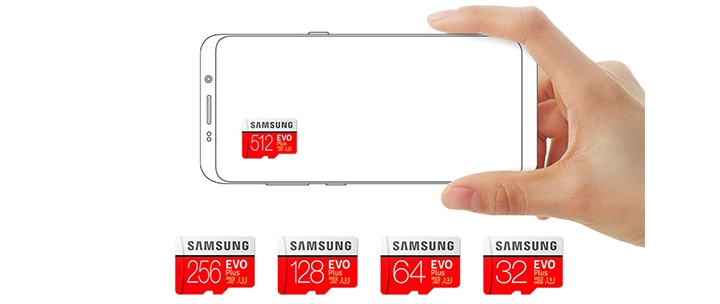 SAMSUNG
512 EVO
Plus
SAMSUNG
256 EVO
Plus
SAMSUNG
128 EVO
Plus
SAMSUNG
64 EVO
Plus
SAMSUNG
32 EVO
Plus